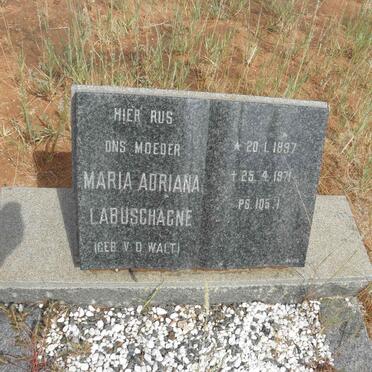 HIER RUS
ONS MOEDER
MARIA ADRIANA
LABUSCHAGNE
(GEB. V.D. WALT)
* 20.1.1897
† 25.4.1971
PS. 105:1